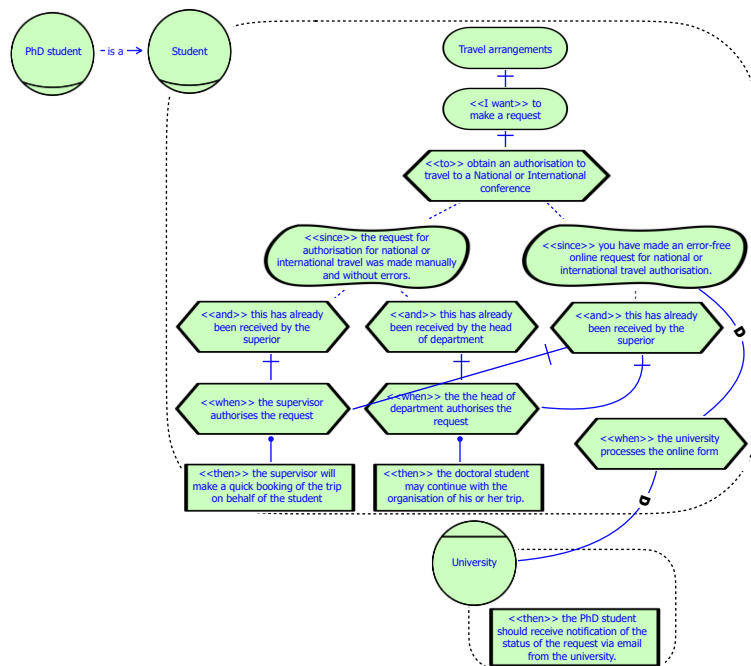 PhD student
is a
Student
Travel arrangements
<<I want>> to
make a request
<<to>> obtain an authorisation to
travel to a National or International
conference
<<since>> the request for
authorisation for national or
international travel was made manually
and without errors.
<<since>> you have made an error-free
online request for national or
international travel authorisation.
<<and>> this has already
been received by the
superior
<<and>> this has already
been received by the head
of department
<<and>> this has already
been received by the
superior
D
<<when>> the supervisor
authorises the request
<<when>> the the head of
department authorises the
request
<<when>> the university
processes the online form
<<then>> the supervisor will
make a quick booking of the trip
on behalf of the student
<<then>> the doctoral student
may continue with the
organisation of his or her trip.
D
University
<<then>> the PhD student
should receive notification of the
status of the request via email
from the university.